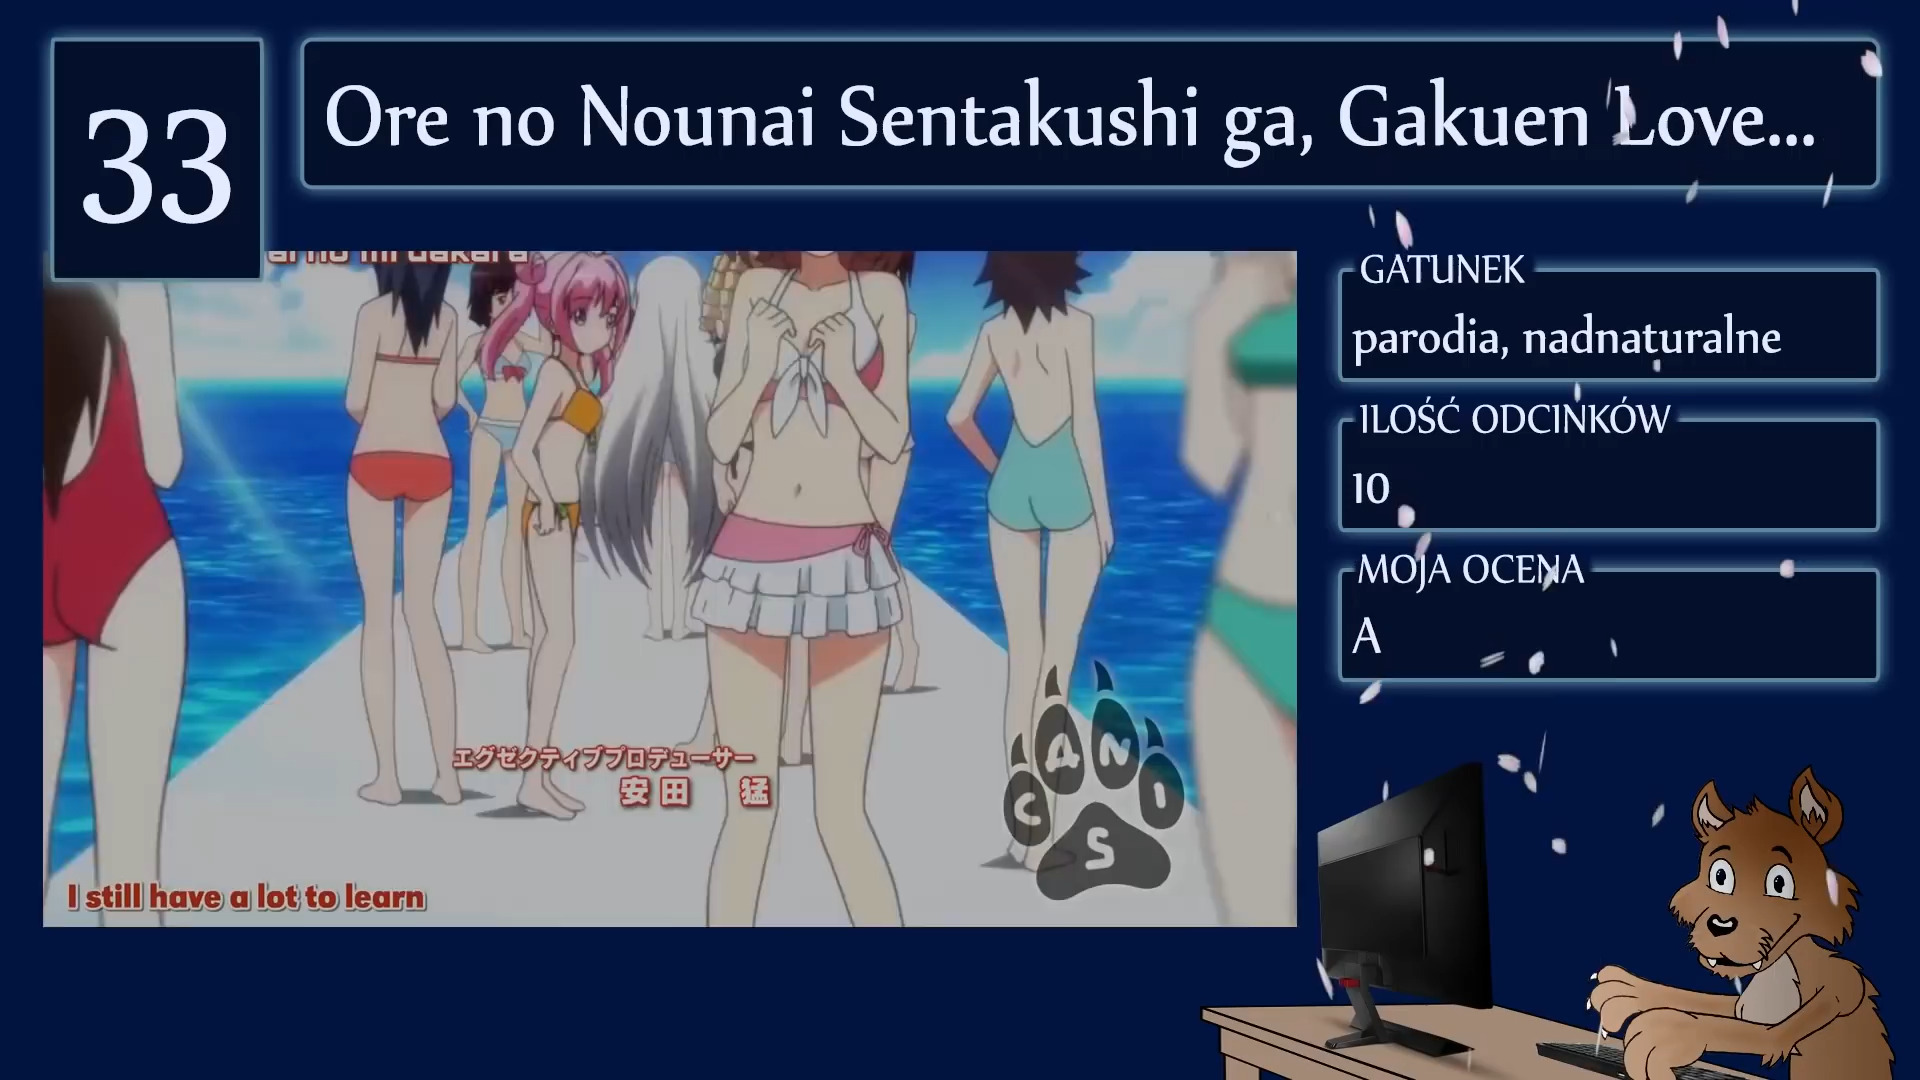 33
Ore no Nounai Sentakushi ga, Gakuen Love...
GATUNEK
parodia, nadnaturalne
ILOŚĆ ODCINKÓW
10
MOJA OCENA
A
エグゼクティブプロデューサー
安田 猛
CANIS
I still have a lot to learn